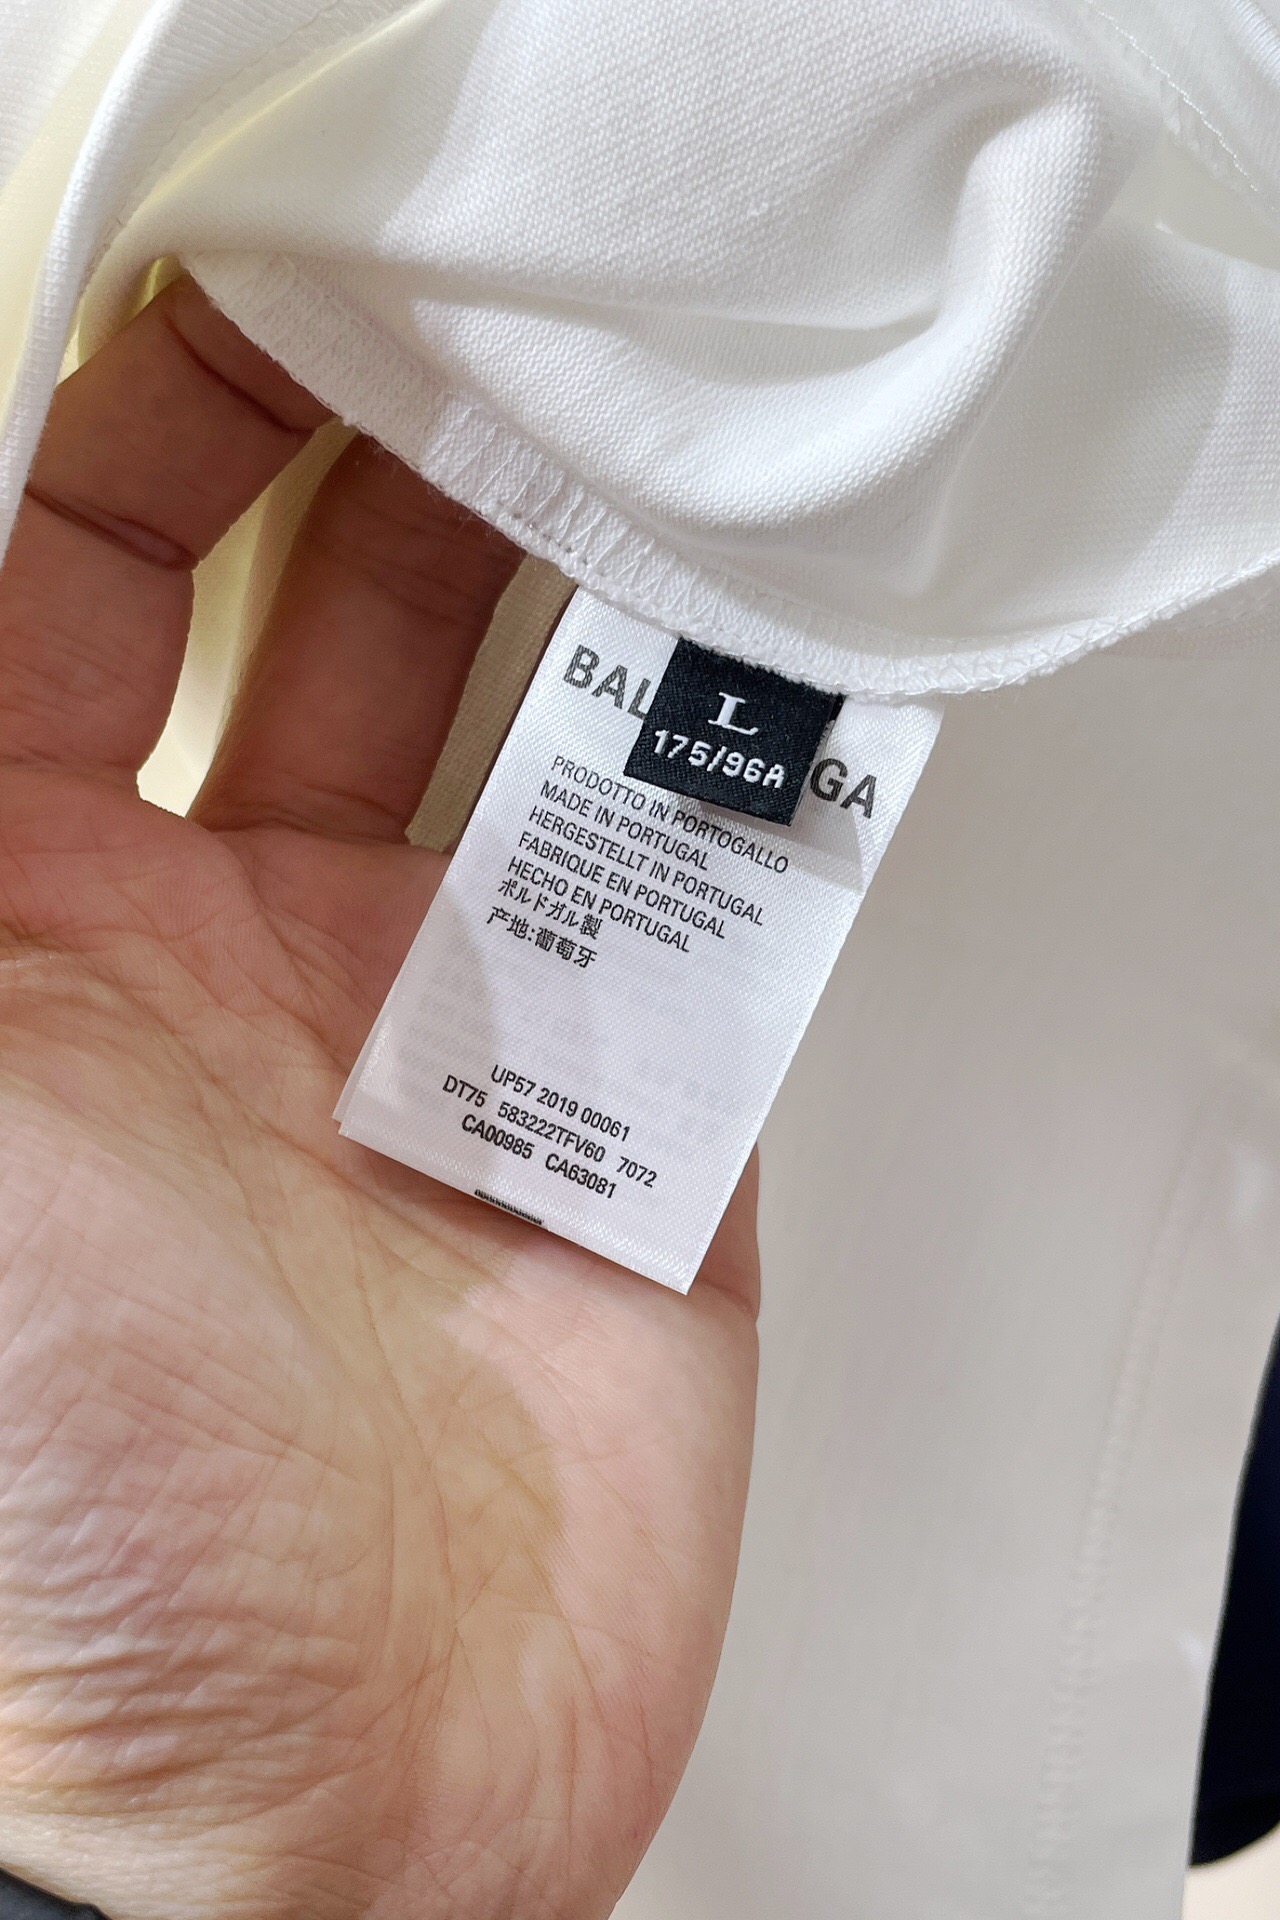 BAL GA
L
175/96A
PRODOTTO IN PORTOGALLO
MADE IN PORTUGAL
HERGESTELLT IN PORTUGAL
FABRIQUE EN PORTUGAL
HECHO EN PORTUGAL
ポルドガル製
产地:葡萄牙
UP57 2019 00061
DT75 583222TFV60 7072
CA00985 CA63081